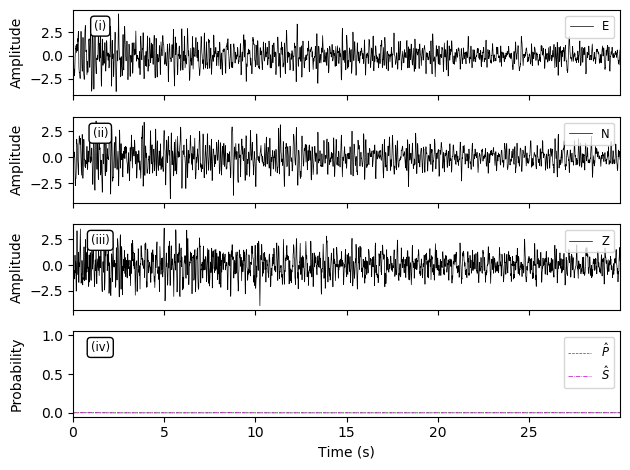 (i)
E
Amplitude
2.5
0.0
−2.5
(ii)
N
Amplitude
2.5
0.0
−2.5
(iii)
Z
Amplitude
2.5
0.0
−2.5
(iv)
P̂
Ŝ
Probability
1.0
0.5
0.0
0 5 10 15 20 25
Time (s)